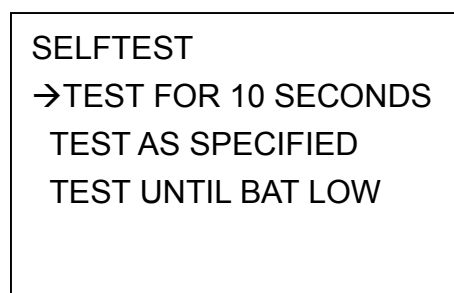 SELFTEST
→TEST FOR 10 SECONDS
TEST AS SPECIFIED
TEST UNTIL BAT LOW